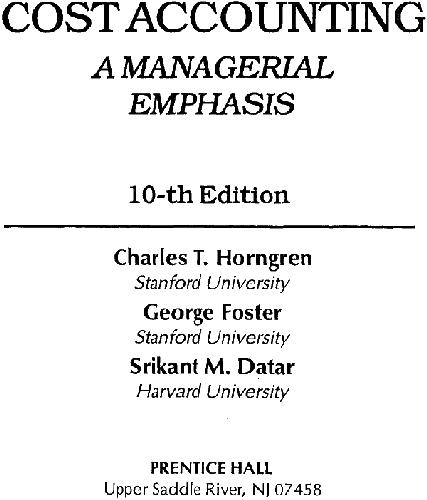 COST ACCOUNTING
A MANAGERIAL
EMPHASIS
10-th Edition
Charles T. Horngren
Stanford University
George Foster
Stanford University
Srikant M. Datar
Harvard University
PRENTICE HALL
Upper Saddle River, NJ 07458